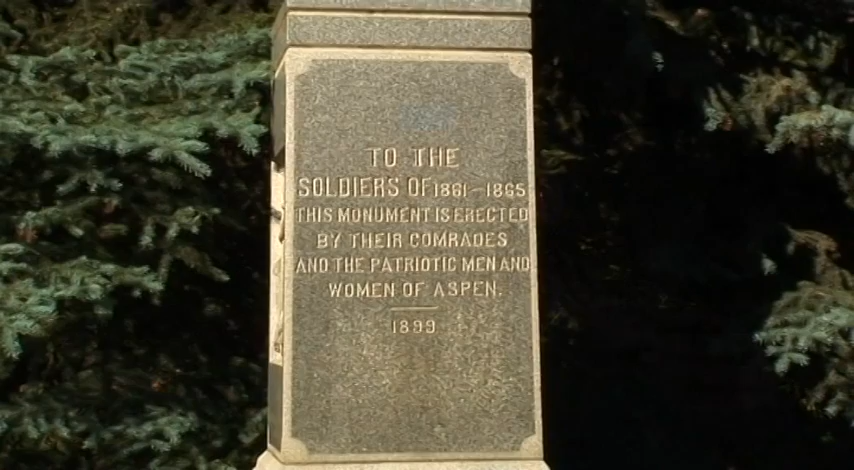 TO THE
SOLDIERS OF 1861-1865
THIS MONUMENT IS ERECTED
BY THEIR COMRADES
AND THE PATRIOTIC MEN AND
WOMEN OF ASPEN.
1899